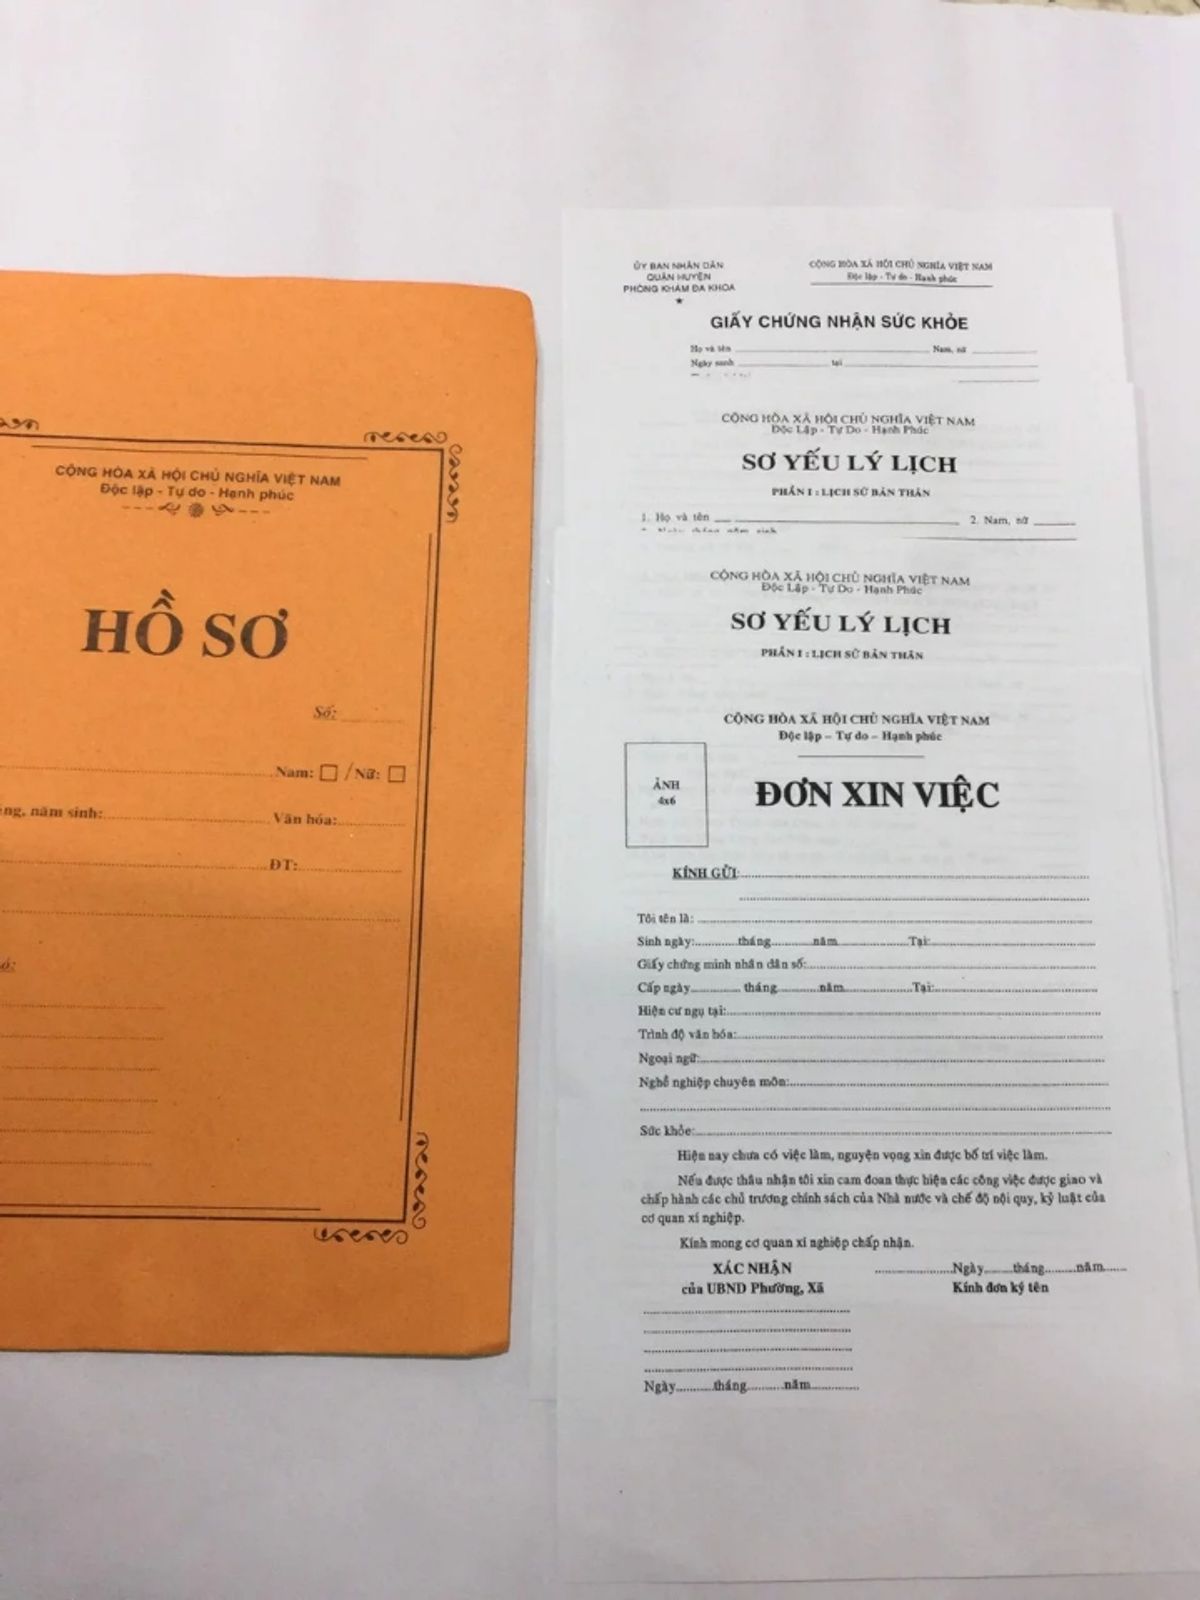 CỘNG HÒA XÃ HỘI CHỦ NGHĨA VIỆT NAM
Độc lập - Tự do - Hạnh phúc
HỒ SƠ
Số:
Nam: / Nữ:
năm sinh: Văn hóa:
ĐT:
ỦY BAN NHÂN DÂN
QUẬN HUYỆN
PHÒNG KHÁM ĐA KHOA
CỘNG HÒA XÃ HỘI CHỦ NGHĨA VIỆT NAM
Độc lập - Tự do - Hạnh phúc
GIẤY CHỨNG NHẬN SỨC KHỎE
Họ và tên Nam, nữ
Ngày sanh tại
CỘNG HÒA XÃ HỘI CHỦ NGHĨA VIỆT NAM
Độc Lập - Tự Do - Hạnh Phúc
SƠ YẾU LÝ LỊCH
PHẦN I : LỊCH SỬ BẢN THÂN
1. Họ và tên 2. Nam, nữ
CỘNG HÒA XÃ HỘI CHỦ NGHĨA VIỆT NAM
Độc Lập - Tự Do - Hạnh Phúc
SƠ YẾU LÝ LỊCH
PHẦN I : LỊCH SỬ BẢN THÂN
CỘNG HÒA XÃ HỘI CHỦ NGHĨA VIỆT NAM
Độc lập – Tự do – Hạnh phúc
ẢNH
4x6
ĐƠN XIN VIỆC
KÍNH GỬI:
Tôi tên là:
Sinh ngày:............tháng............năm....................Tại:
Giấy chứng minh nhân dân số:
Cấp ngày............... tháng............năm....................Tại:
Hiện cư ngụ tại:
Trình độ văn hóa:
Ngoại ngữ:
Nghề nghiệp chuyên môn:
Sức khỏe:
Hiện nay chưa có việc làm, nguyện vọng xin được bố trí việc làm.
Nếu được thâu nhận tôi xin cam đoan thực hiện các công việc được giao và
chấp hành các chủ trương chính sách của Nhà nước và chế độ nội quy, kỷ luật của
cơ quan xí nghiệp.
Kính mong cơ quan xí nghiệp chấp nhận.
XÁC NHẬN
của UBND Phường, Xã
......................Ngày........tháng.........năm......
Kính đơn ký tên
Ngày..........tháng..........năm.............